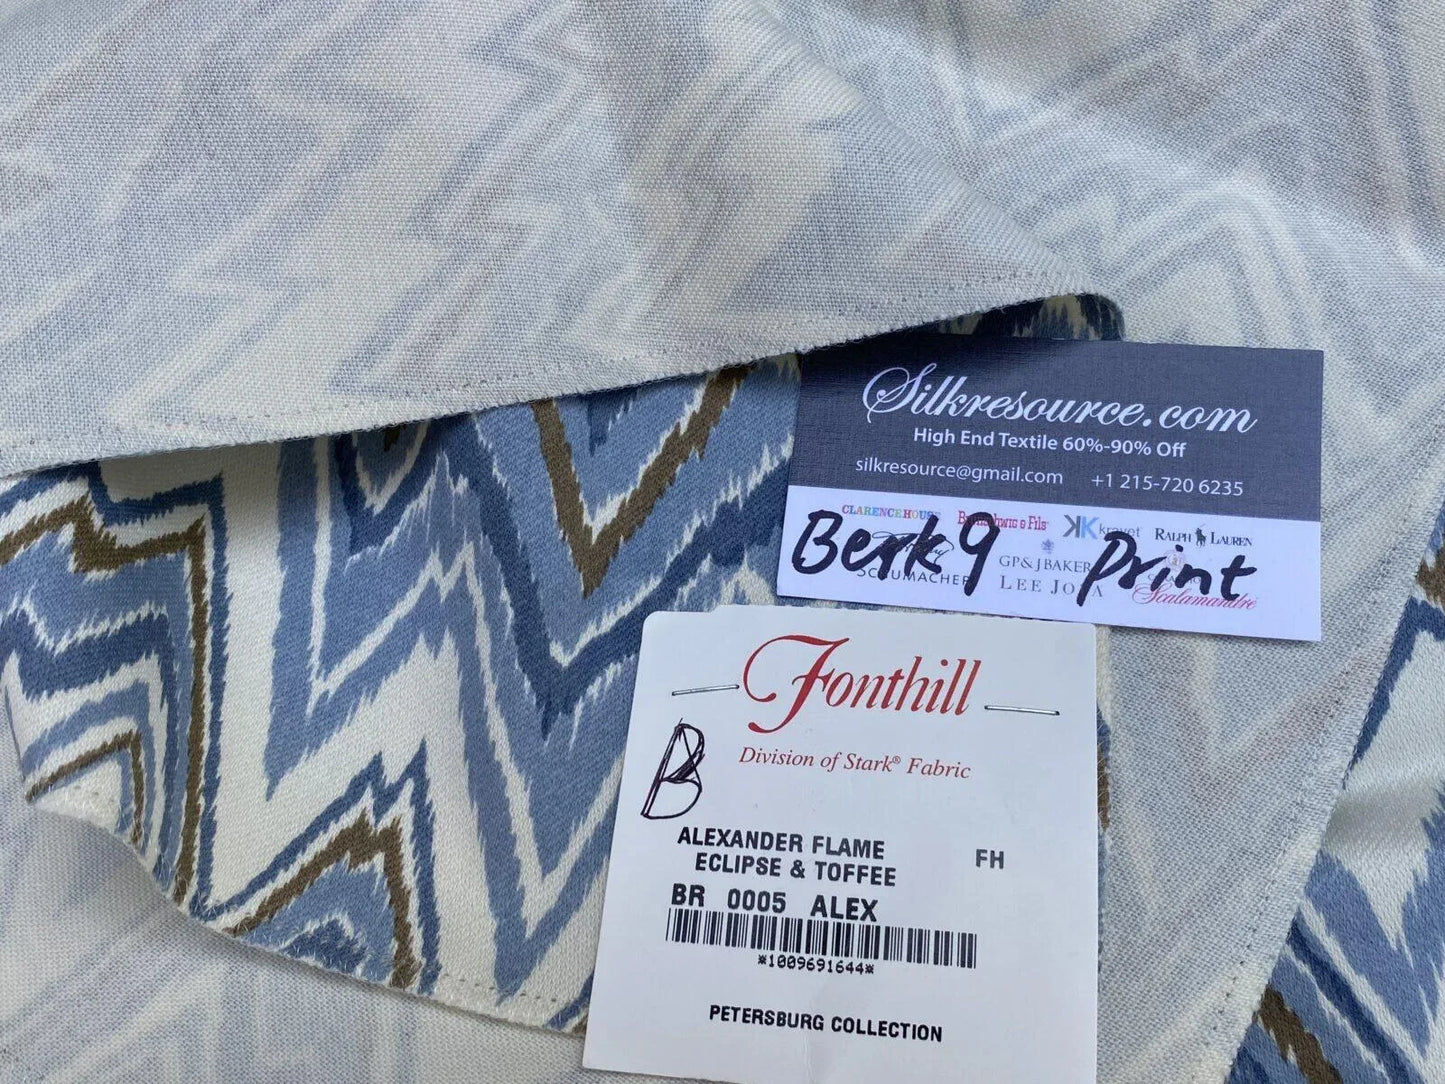 Silkresource.com
High End Textile 60%-90% Off
silkresource@gmail.com +1 215-720 6235
CLARENCE HOUSE Brunschwig & Fils kravet RALPH LAUREN
Berk9 Print
SCHUMACHER GP&J BAKER LEE JOFA Scalamandré
Fonthill
Division of Stark® Fabric
B
ALEXANDER FLAME FH
ECLIPSE & TOFFEE
BR 0005 ALEX
*1009691644*
PETERSBURG COLLECTION